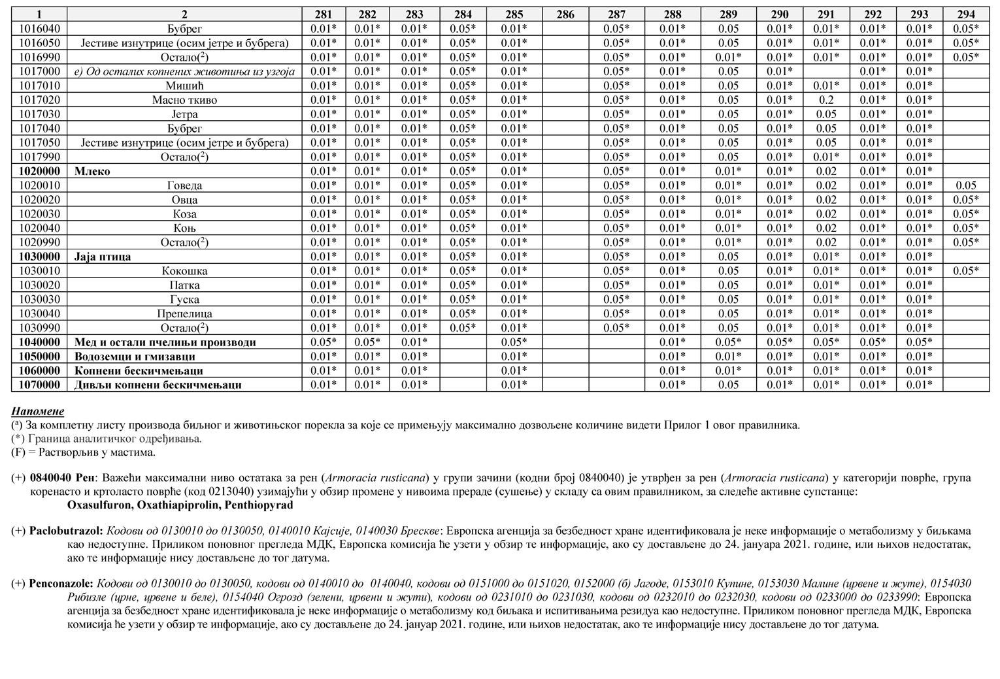 1 2 281 282 283 284 285 286 287 288 289 290 291 292 293 294
1016040 Бубрег 0.01* 0.01* 0.01* 0.05* 0.01* 0.05* 0.01* 0.05 0.01* 0.01* 0.01* 0.01* 0.05*
1016050 Јестиве изнутрице (осим јетре и бубрега) 0.01* 0.01* 0.01* 0.05* 0.01* 0.05* 0.01* 0.05 0.01* 0.01* 0.01* 0.01* 0.05*
1016990 Остало(²) 0.01* 0.01* 0.01* 0.05* 0.01* 0.05* 0.01* 0.01* 0.01* 0.01* 0.01* 0.01* 0.05*
1017000 е) Од осталих копнених животиња из узгоја 0.01* 0.01* 0.01* 0.05* 0.01* 0.05* 0.01* 0.05 0.01* 0.01* 0.01*
1017010 Мишић 0.01* 0.01* 0.01* 0.05* 0.01* 0.05* 0.01* 0.05 0.01* 0.01* 0.01* 0.01*
1017020 Масно ткиво 0.01* 0.01* 0.01* 0.05* 0.01* 0.05* 0.01* 0.05 0.01* 0.2 0.01* 0.01*
1017030 Јетра 0.01* 0.01* 0.01* 0.05* 0.01* 0.05* 0.01* 0.05 0.01* 0.05 0.01* 0.01*
1017040 Бубрег 0.01* 0.01* 0.01* 0.05* 0.01* 0.05* 0.01* 0.05 0.01* 0.05 0.01* 0.01*
1017050 Јестиве изнутрице (осим јетре и бубрега) 0.01* 0.01* 0.01* 0.05* 0.01* 0.05* 0.01* 0.05 0.01* 0.05 0.01* 0.01*
1017990 Остало(²) 0.01* 0.01* 0.01* 0.05* 0.01* 0.05* 0.01* 0.05 0.01* 0.01* 0.01* 0.01*
1020000 Млеко 0.01* 0.01* 0.01* 0.05* 0.01* 0.05* 0.01* 0.01* 0.01* 0.02 0.01* 0.01*
1020010 Говеда 0.01* 0.01* 0.01* 0.05* 0.01* 0.05* 0.01* 0.01* 0.01* 0.02 0.01* 0.01* 0.05
1020020 Овца 0.01* 0.01* 0.01* 0.05* 0.01* 0.05* 0.01* 0.01* 0.01* 0.02 0.01* 0.01* 0.05*
1020030 Коза 0.01* 0.01* 0.01* 0.05* 0.01* 0.05* 0.01* 0.01* 0.01* 0.02 0.01* 0.01* 0.05*
1020040 Коњ 0.01* 0.01* 0.01* 0.05* 0.01* 0.05* 0.01* 0.01* 0.01* 0.02 0.01* 0.01* 0.05*
1020990 Остало(²) 0.01* 0.01* 0.01* 0.05* 0.01* 0.05* 0.01* 0.01* 0.01* 0.02 0.01* 0.01* 0.05*
1030000 Јаја птица 0.01* 0.01* 0.01* 0.05* 0.01* 0.05* 0.01* 0.05 0.01* 0.01* 0.01* 0.01*
1030010 Кокошка 0.01* 0.01* 0.01* 0.05* 0.01* 0.05* 0.01* 0.05 0.01* 0.01* 0.01* 0.01* 0.05*
1030020 Патка 0.01* 0.01* 0.01* 0.05* 0.01* 0.05* 0.01* 0.05 0.01* 0.01* 0.01* 0.01*
1030030 Гуска 0.01* 0.01* 0.01* 0.05* 0.01* 0.05* 0.01* 0.05 0.01* 0.01* 0.01* 0.01*
1030040 Препелица 0.01* 0.01* 0.01* 0.05* 0.01* 0.05* 0.01* 0.05 0.01* 0.01* 0.01* 0.01*
1030990 Остало(²) 0.01* 0.01* 0.01* 0.05* 0.01* 0.05* 0.01* 0.05 0.01* 0.01* 0.01* 0.01*
1040000 Мед и остали пчелињи производи 0.05* 0.05* 0.01* 0.05* 0.01* 0.05* 0.05* 0.05* 0.05* 0.05*
1050000 Водоземци и гмизавци 0.01* 0.01* 0.01* 0.01* 0.01* 0.01* 0.01* 0.01* 0.01* 0.01*
1060000 Копнени бескичмењаци 0.01* 0.01* 0.01* 0.01* 0.01* 0.01* 0.01* 0.01* 0.01* 0.01*
1070000 Дивљи копнени бескичмењаци 0.01* 0.01* 0.01* 0.01* 0.01* 0.05 0.01* 0.01* 0.01* 0.01*
Напомене
(ᵃ) За комплетну листу производа биљног и животињског порекла за које се примењују максимално дозвољене количине видети Прилог 1 овог правилника.
(*) Граница аналитичког одређивања.
(F) = Растворљив у мастима.
(+) 0840040 Рен: Важећи максимални ниво остатака за рен (Armoracia rusticana) у групи зачини (кодни број 0840040) је утврђен за рен (Armoracia rusticana) у категорији поврће, група
коренасто и кртоласто поврће (код 0213040) узимајући у обзир промене у нивоима прераде (сушење) у складу са овим правилником, за следеће активне супстанце:
Oxasulfuron, Oxathiapiprolin, Penthiopyrad
(+) Paclobutrazol: Кодови од 0130010 до 0130050, 0140010 Кајсије, 0140030 Брескве: Европска агенција за безбедност хране идентификовала је неке информације о метаболизму у биљкама
као недоступне. Приликом поновног прегледа МДК, Европска комисија ће узети у обзир те информације, ако су достављене до 24. јануара 2021. године, или њихов недостатак,
ако те информације нису достављене до тог датума.
(+) Penconazole: Кодови од 0130010 до 0130050, кодови од 0140010 до 0140040, кодови од 0151000 до 0151020, 0152000 (б) Јагоде, 0153010 Купине, 0153030 Малине (црвене и жуте), 0154030
Рибизле (црне, црвене и беле), 0154040 Огрозд (зелени, црвени и жути), кодови од 0231010 до 0231030, кодови од 0232010 до 0232030, кодови од 0233000 до 0233990: Европска
агенција за безбедност хране идентификовала је неке информације о метаболизму код биљака и испитивањима резидуа као недоступне. Приликом поновног прегледа МДК, Европска
комисија ће узети у обзир те информације, ако су достављене до 24. јануар 2021. године, или њихов недостатак, ако те информације нису достављене до тог датума.